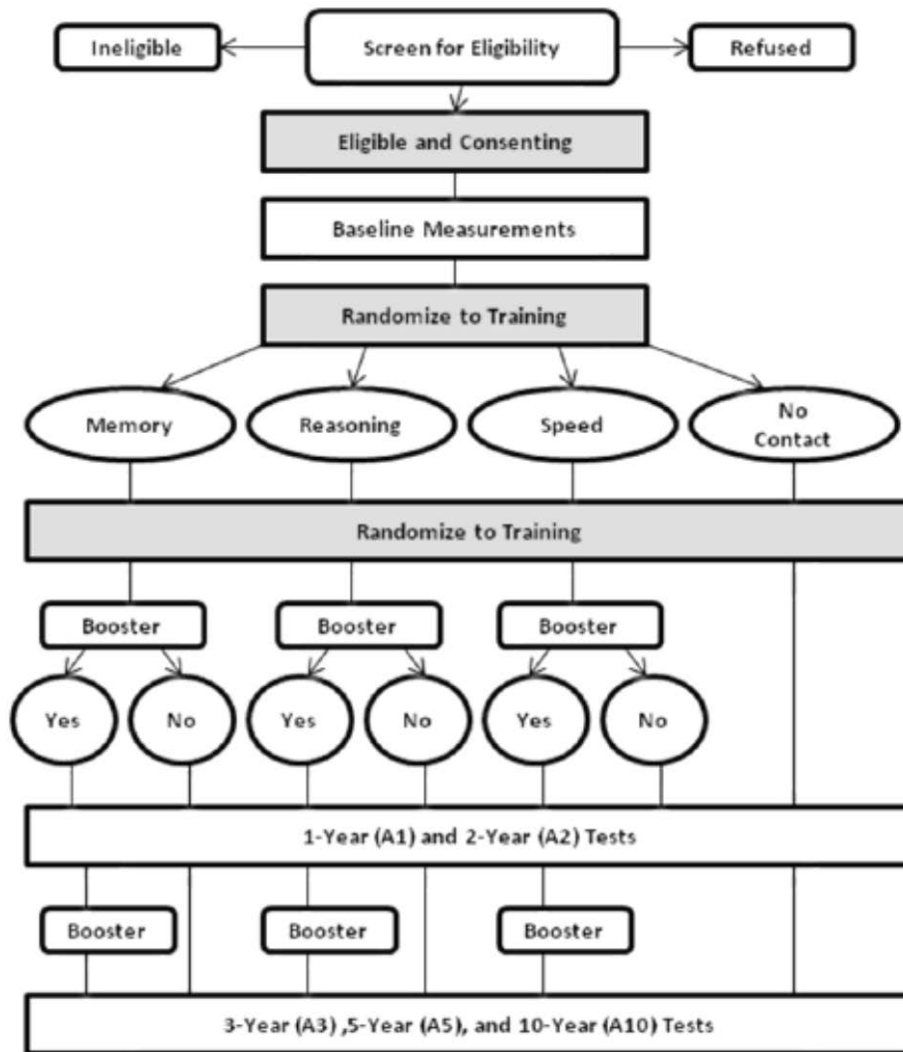 Ineligible
Screen for Eligibility
Refused
Eligible and Consenting
Baseline Measurements
Randomize to Training
Memory
Reasoning
Speed
No
Contact
Randomize to Training
Booster
Booster
Booster
Yes
No
Yes
No
Yes
No
1-Year (A1) and 2-Year (A2) Tests
Booster
Booster
Booster
3-Year (A3) ,5-Year (A5), and 10-Year (A10) Tests